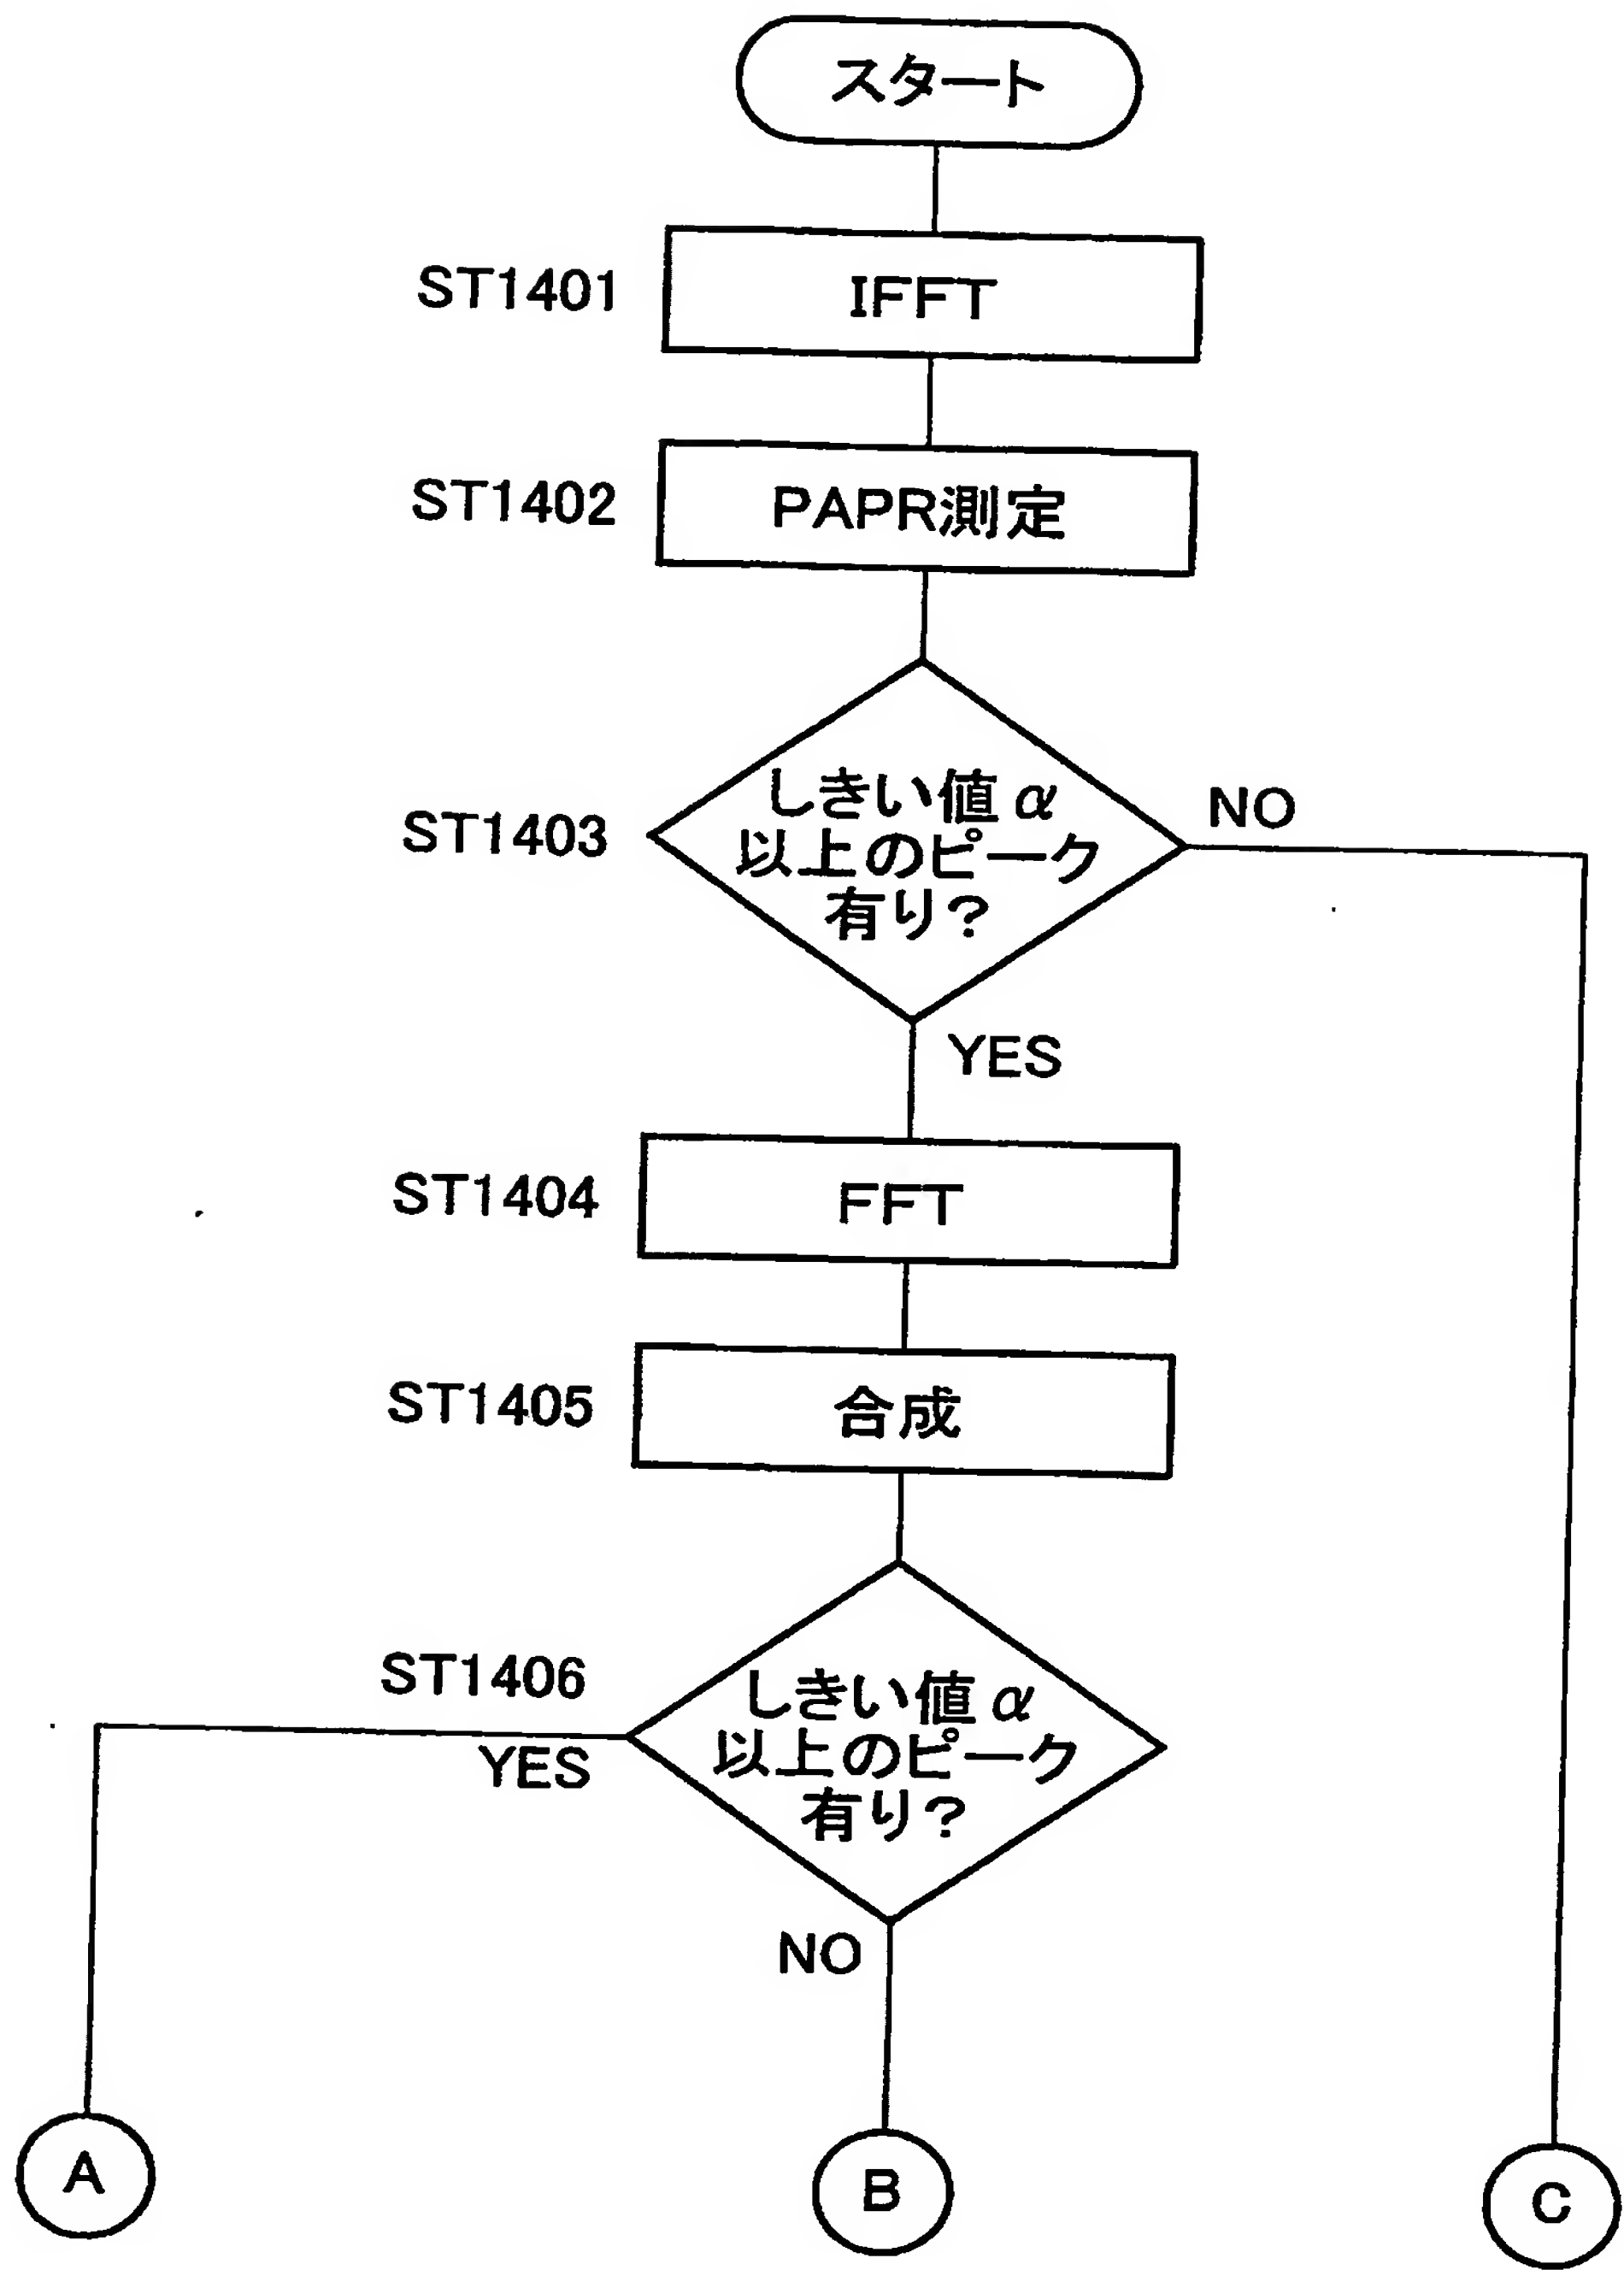 スタート
ST1401
IFFT
ST1402
PAPR測定
ST1403
しきい値α
以上のピーク
有り?
NO
YES
ST1404
FFT
ST1405
合成
ST1406
しきい値α
以上のピーク
有り?
YES
NO
A
B
C